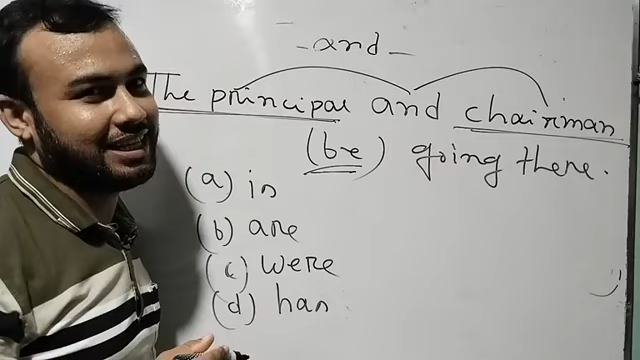 - and -
The principal and chairman
(be) going there.
(a) is
(b) are
(c) were
(d) has